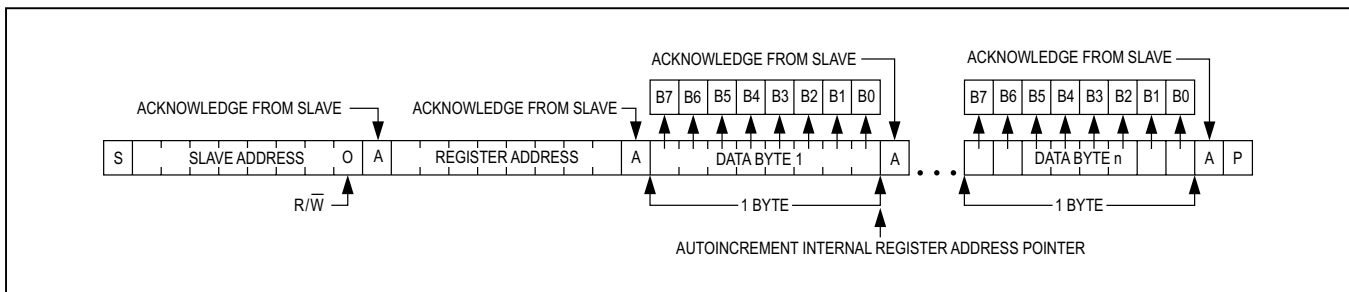 ACKNOWLEDGE FROM SLAVE
ACKNOWLEDGE FROM SLAVE
B7 B6 B5 B4 B3 B2 B1 B0
B7 B6 B5 B4 B3 B2 B1 B0
ACKNOWLEDGE FROM SLAVE
ACKNOWLEDGE FROM SLAVE
S SLAVE ADDRESS O A REGISTER ADDRESS A DATA BYTE 1 A • • • DATA BYTE n A P
R/W̅
1 BYTE
1 BYTE
AUTOINCREMENT INTERNAL REGISTER ADDRESS POINTER